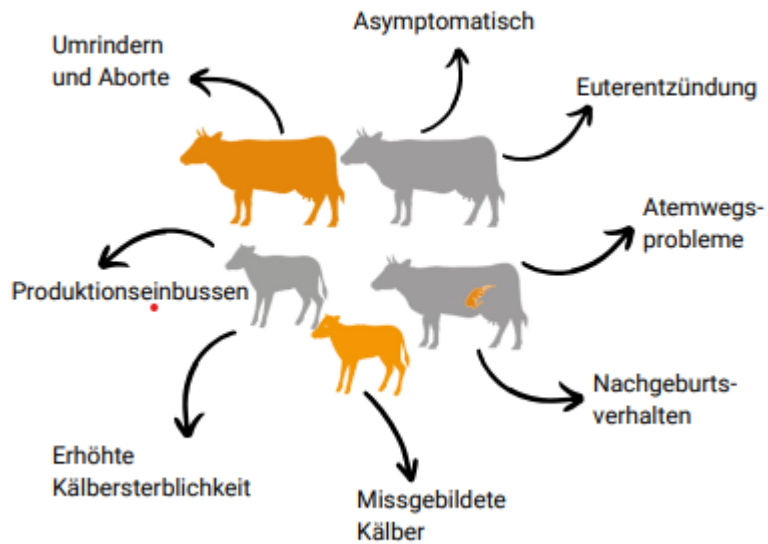 Asymptomatisch
Umrindern
und Aborte
Euterentzündung
Atemwegs-
probleme
Produktionseinbussen
Nachgeburts-
verhalten
Erhöhte
Kälbersterblichkeit
Missgebildete
Kälber